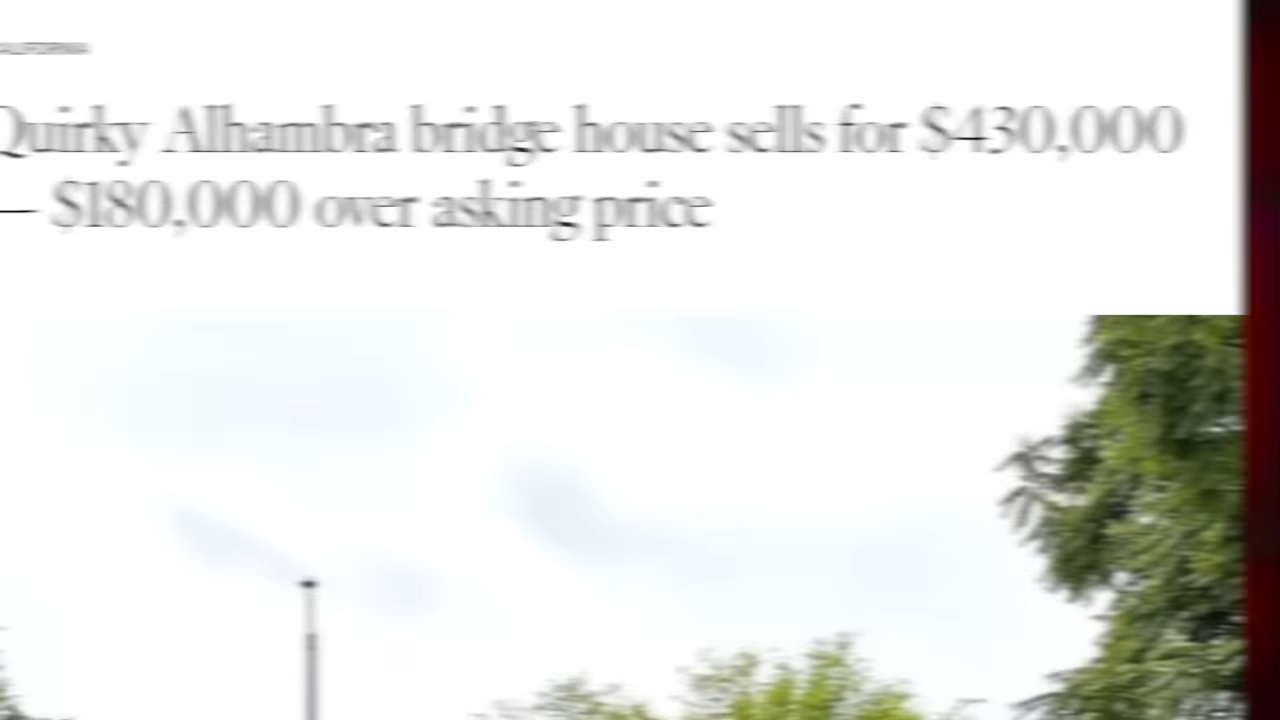 Quirky Alhambra bridge house sells for $430,000
— $180,000 over asking price